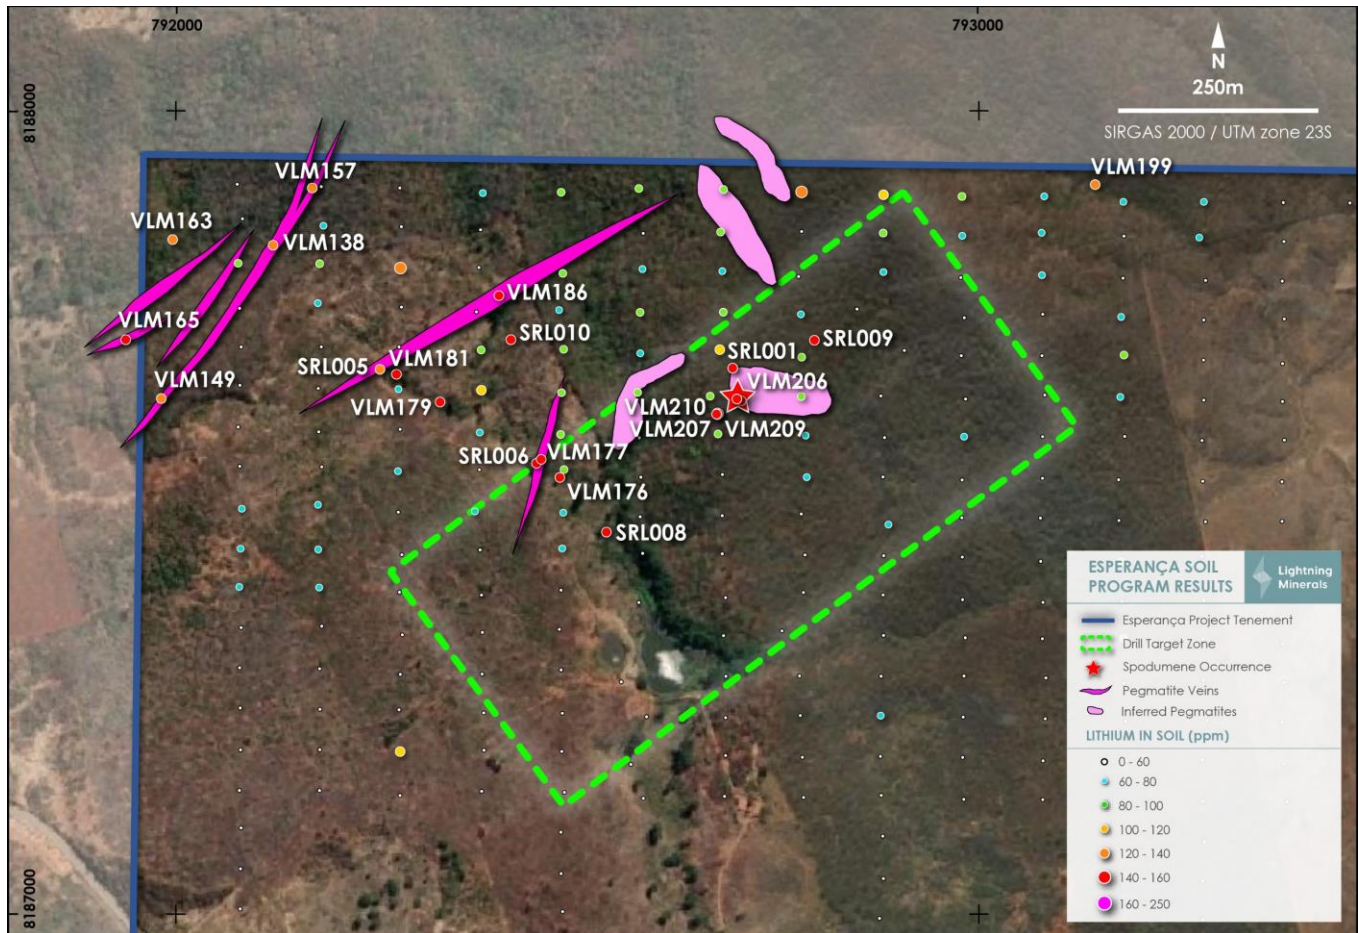 792000
793000
N
250m
SIRGAS 2000 / UTM zone 23S
8188000
VLM157
VLM199
VLM163
VLM138
VLM186
VLM165
SRL010
SRL009
SRL005
VLM181
SRL001
VLM149
VLM206
VLM179
VLM210
VLM207
VLM209
SRL006
VLM177
VLM176
SRL008
ESPERANÇA SOIL
PROGRAM RESULTS
Lightning
Minerals
Esperança Project Tenement
Drill Target Zone
Spodumene Occurrence
Pegmatite Veins
Inferred Pegmatites
LITHIUM IN SOIL (ppm)
0 - 60
60 - 80
80 - 100
100 - 120
120 - 140
140 - 160
160 - 250
8187000